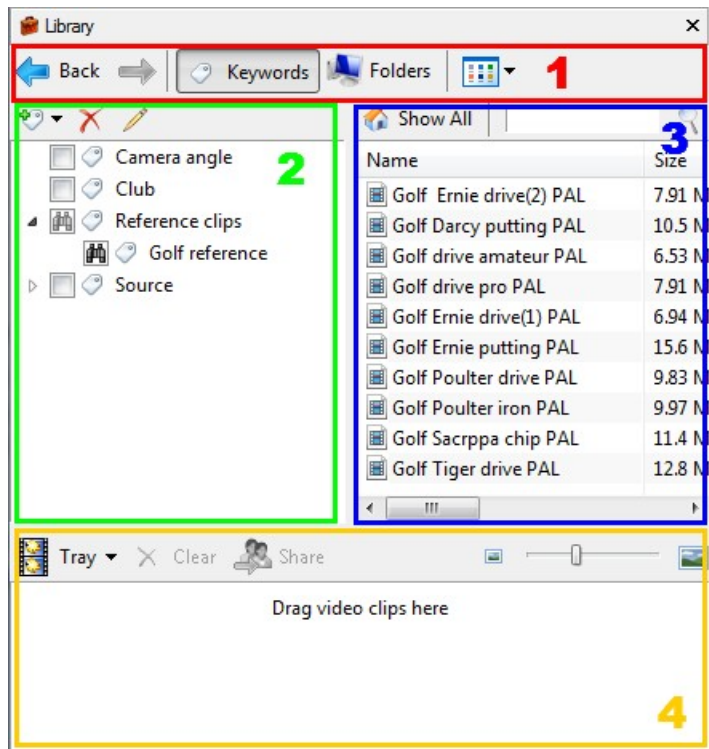 Library
Back Keywords Folders 1
2
Camera angle
Club
Reference clips
Golf reference
Source
Show All 3
Name Size
Golf Ernie drive(2) PAL 7.91 M
Golf Darcy putting PAL 10.5 M
Golf drive amateur PAL 6.53 M
Golf drive pro PAL 7.91 M
Golf Ernie drive(1) PAL 6.94 M
Golf Ernie putting PAL 15.6 M
Golf Poulter drive PAL 9.83 M
Golf Poulter iron PAL 9.97 M
Golf Sacrppa chip PAL 11.4 M
Golf Tiger drive PAL 12.8 M
Tray Clear Share
Drag video clips here
4